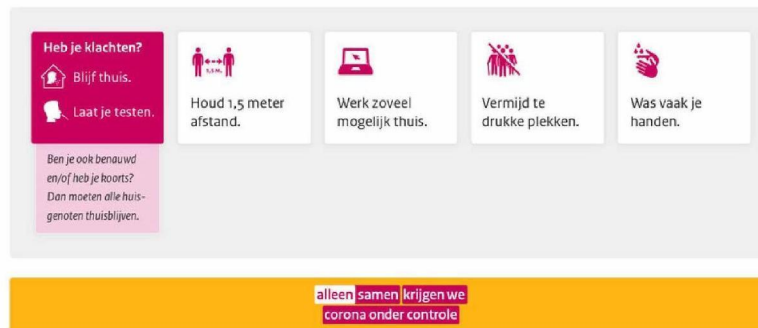 Heb je klachten?
Blijf thuis.
Laat je testen.
Ben je ook benauwd
en/of heb je koorts?
Dan moeten alle huis-
genoten thuisblijven.
1,5 M.
Houd 1,5 meter
afstand.
Werk zoveel
mogelijk thuis.
Vermijd te
drukke plekken.
Was vaak je
handen.
alleen samen krijgen we
corona onder controle